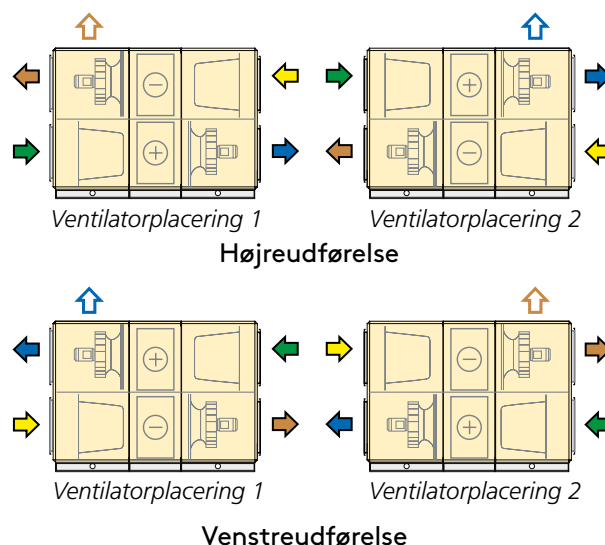 Ventilatorplacering 1 Ventilatorplacering 2
Højreudførelse
Ventilatorplacering 1 Ventilatorplacering 2
Venstreudførelse